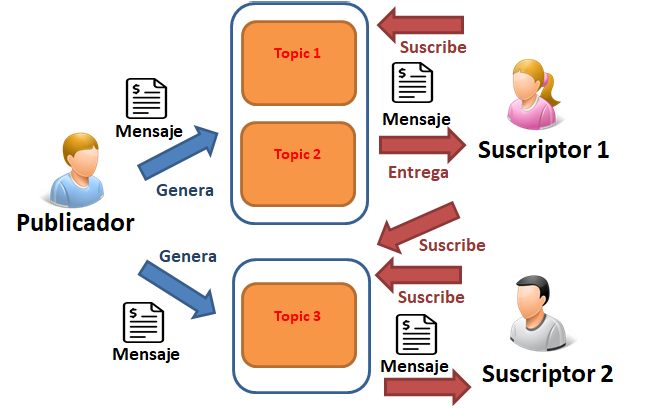 Topic 1
Suscribe
Mensaje
Mensaje
Topic 2
Suscriptor 1
Entrega
Genera
Publicador
Suscribe
Genera
Suscribe
Topic 3
Mensaje
Mensaje
Suscriptor 2